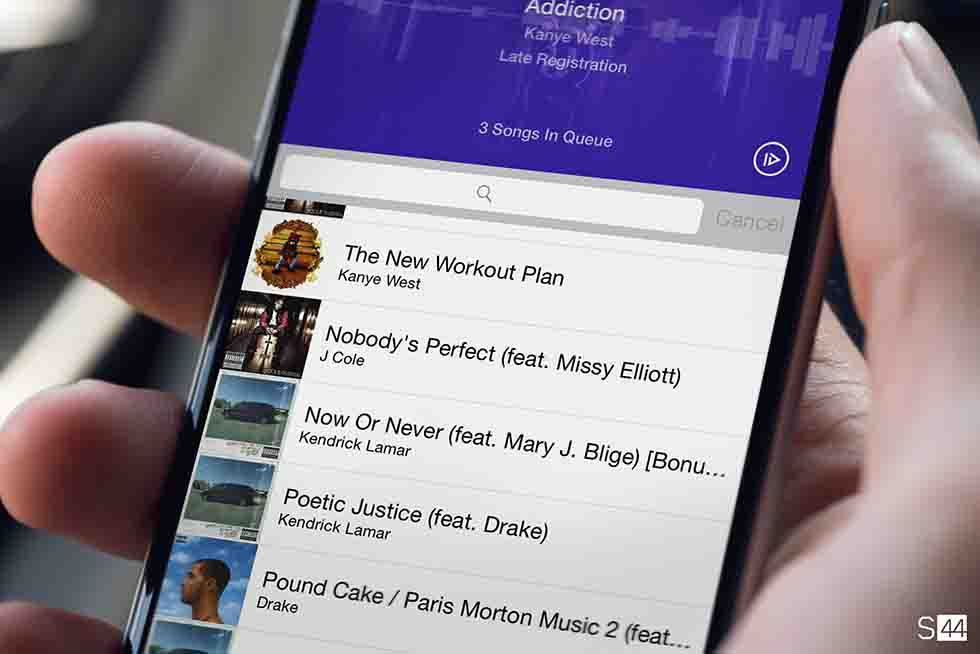 Addiction
Kanye West
Late Registration
3 Songs In Queue
Cancel
The New Workout Plan
Kanye West
Nobody's Perfect (feat. Missy Elliott)
J Cole
Now Or Never (feat. Mary J. Blige) [Bonu...
Kendrick Lamar
Poetic Justice (feat. Drake)
Kendrick Lamar
Pound Cake / Paris Morton Music 2 (feat...
Drake
S44